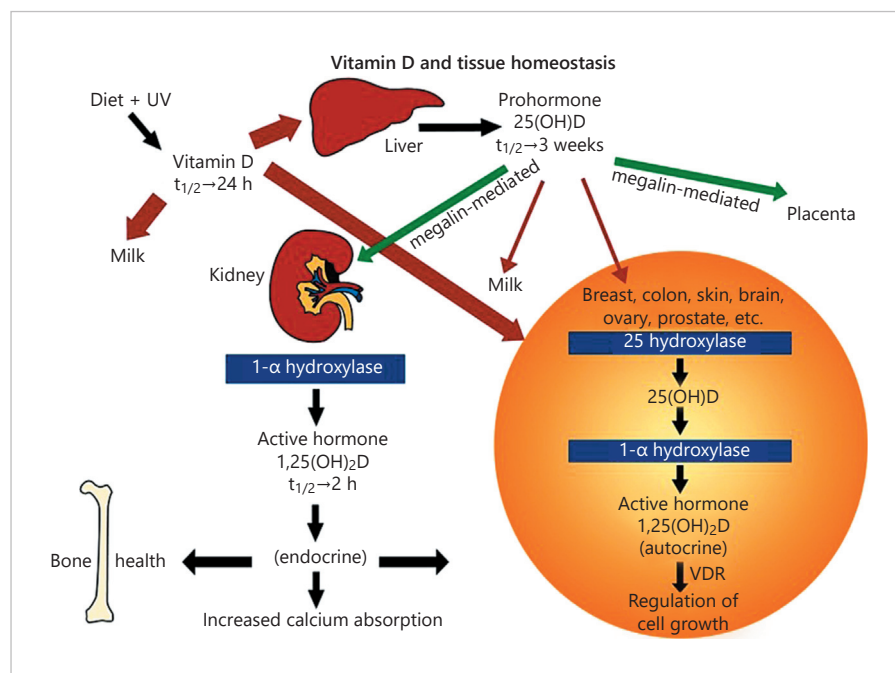 Vitamin D and tissue homeostasis
Diet + UV
Vitamin D
t₁/₂→24 h
Milk
Liver
Prohormone
25(OH)D
t₁/₂→3 weeks
megalin-mediated
Placenta
megalin-mediated
Kidney
Milk
1-α hydroxylase
Active hormone
1,25(OH)₂D
t₁/₂→2 h
(endocrine)
Bone health
Increased calcium absorption
Breast, colon, skin, brain,
ovary, prostate, etc.
25 hydroxylase
25(OH)D
1-α hydroxylase
Active hormone
1,25(OH)₂D
(autocrine)
VDR
Regulation of
cell growth